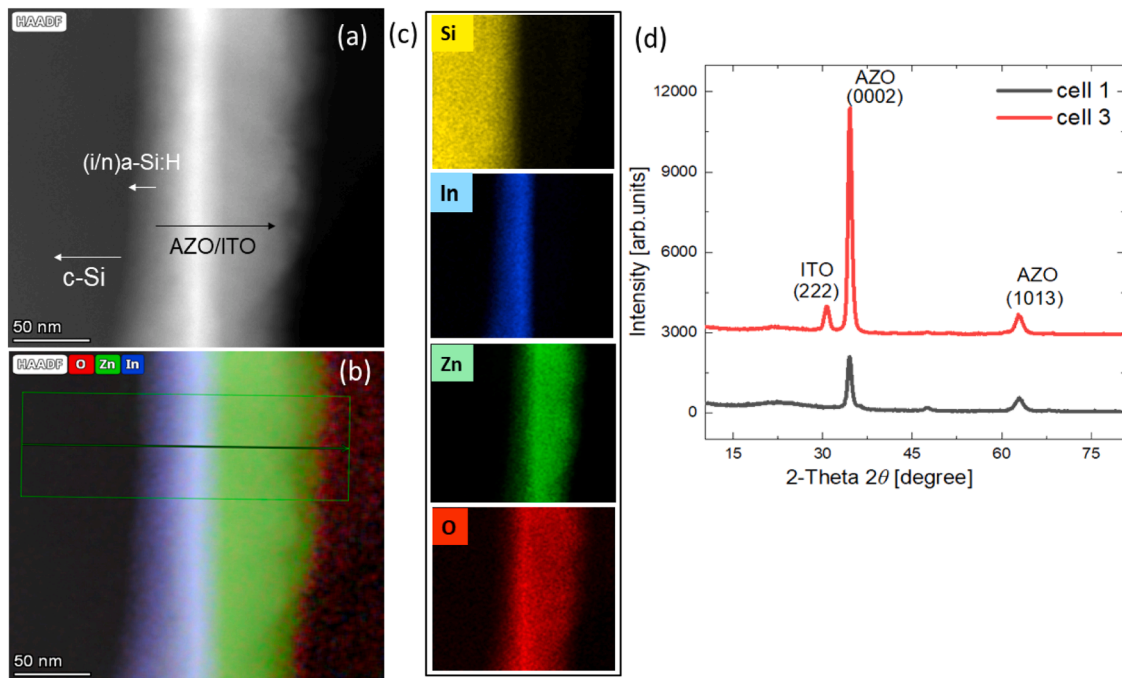 HAADF
(a)
(i/n)a-Si:H
AZO/ITO
c-Si
50 nm
HAADF O Zn In
(b)
50 nm
(c)
Si
In
Zn
O
(d)
Intensity [arb.units]
12000
9000
6000
3000
0
AZO
(0002)
cell 1
cell 3
ITO
(222)
AZO
(1013)
15 30 45 60 75
2-Theta 2θ [degree]